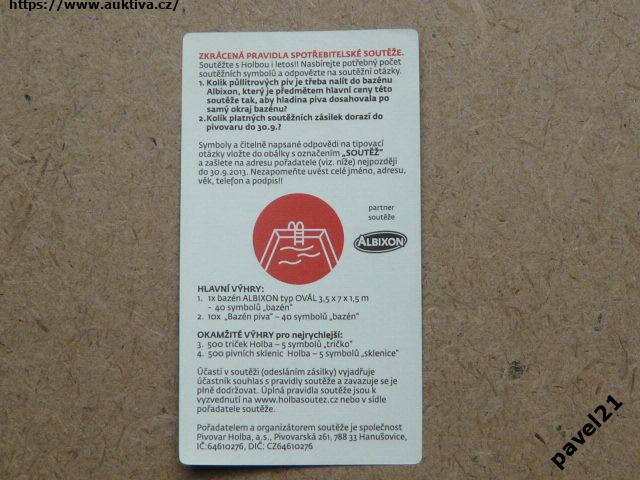 https://www.auktiva.cz/
ZKRÁCENÁ PRAVIDLA SPOTŘEBITELSKÉ SOUTĚŽE.
Soutěžte s Holbou i letos!! Nasbírejte potřebný počet
soutěžních symbolů a odpovězte na soutěžní otázky.
1. Kolik půllitrových piv je třeba nalít do bazénu
Albixon, který je předmětem hlavní ceny této
soutěže tak, aby hladina piva dosahovala po
samý okraj bazénu?
2.Kolik platných soutěžních zásilek dorazí do
pivovaru do 30.9.?
Symboly a čitelně napsané odpovědi na tipovací
otázky vložte do obálky s označením „SOUTĚŽ"
a zašlete na adresu pořadatele (viz. níže) nejpozději
do 30.9.2013. Nezapomeňte uvést celé jméno, adresu,
věk, telefon a podpis!!
partner
soutěže
ALBIXON
HLAVNÍ VÝHRY:
1. 1x bazén ALBIXON typ OVÁL 3,5 x 7 x 1,5 m
- 40 symbolů „bazén"
2. 10x „Bazén piva" – 40 symbolů „bazén"
OKAMŽITÉ VÝHRY pro nejrychlejší:
3. 500 triček Holba – 5 symbolů „tričko"
4. 500 pivních sklenic Holba – 5 symbolů „sklenice"
Účastí v soutěži (odesláním zásilky) vyjadřuje
účastník souhlas s pravidly soutěže a zavazuje se je
plně dodržovat. Úplná pravidla soutěže jsou k
vyzvednutí na www.holbasoutez.cz nebo v sídle
pořadatele soutěže.
Pořadatelem a organizátorem soutěže je společnost
Pivovar Holba, a.s., Pivovarská 261, 788 33 Hanušovice,
IČ:64610276, DIČ: CZ64610276
pavel21